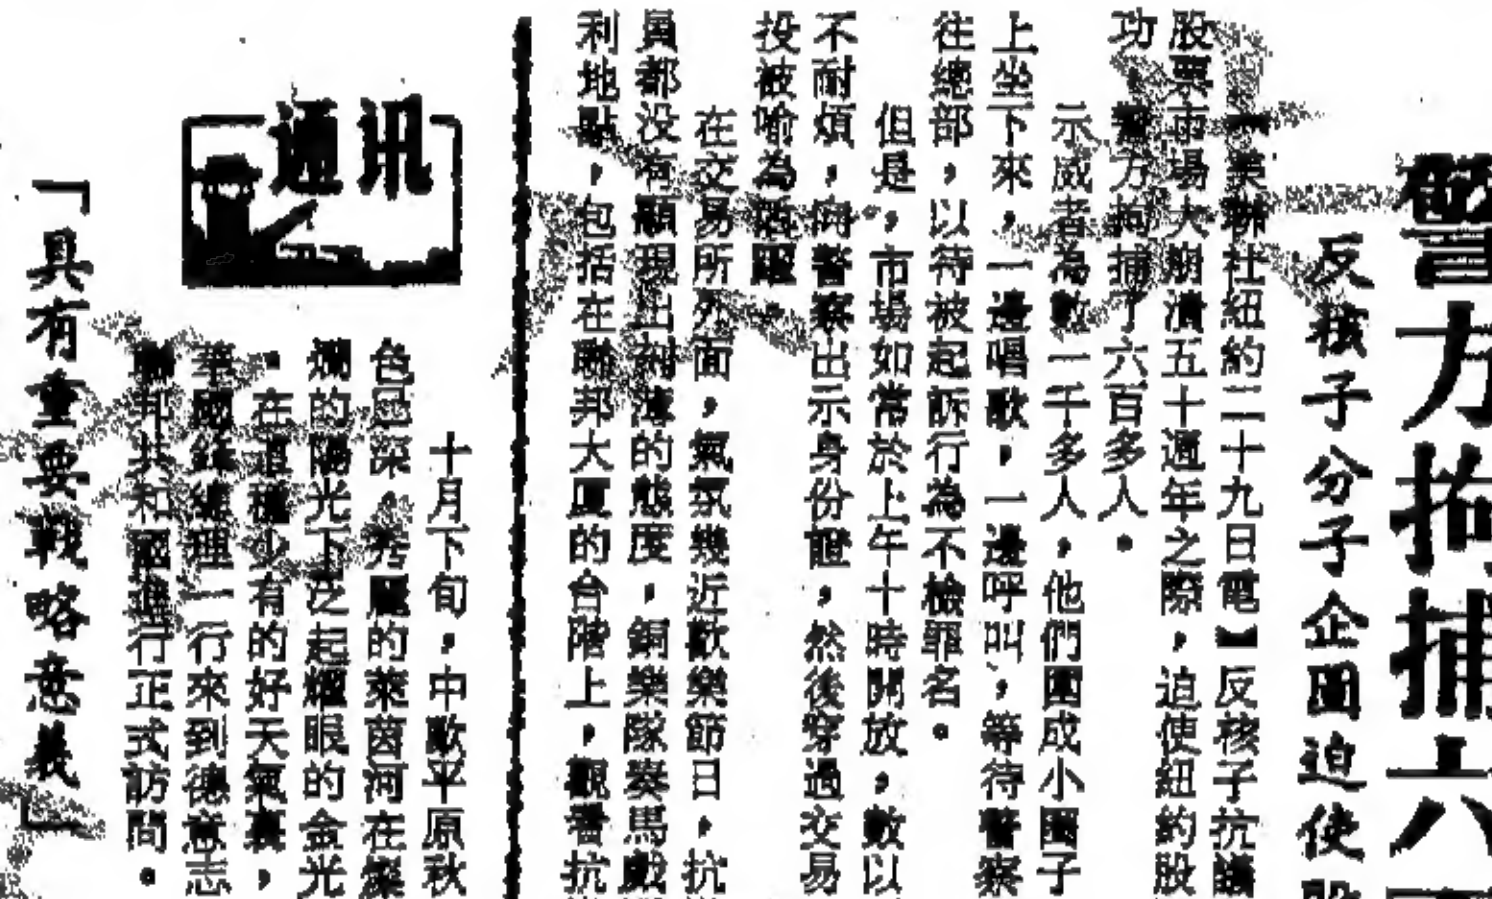 警方拘捕六
反核子分子企圖迫使
【美聯社紐約二十九日電】反核子抗議
股票市場大崩潰五十週年之際，迫使紐約股
功，警方拘捕了六百多人。
示威者為數一千多人，他們圍成小圈子
上坐下來，一邊唱歌，一邊呼叫，等待警察
往總部，以待被起訴行為不檢罪名。
但是，市場如常於上午十時開放，數以
不耐煩，向警察出示身份證，然後穿過交易
投被喻為活躍。
在交易所外面，氣氛幾近歡樂節日，抗
員都没有顯現出刻薄的態度，銅樂隊奏馬戲
利地點，包括在聯邦大廈的台階上，觀看抗
通讯
十月下旬，中歐平原秋
色已深。秀麗的萊茵河在燦
爛的陽光下泛起耀眼的金光
。在這種少有的好天氣裏，
華國鋒總理一行來到德意志
聯邦共和國進行正式訪問。
「具有重要戰略意義」